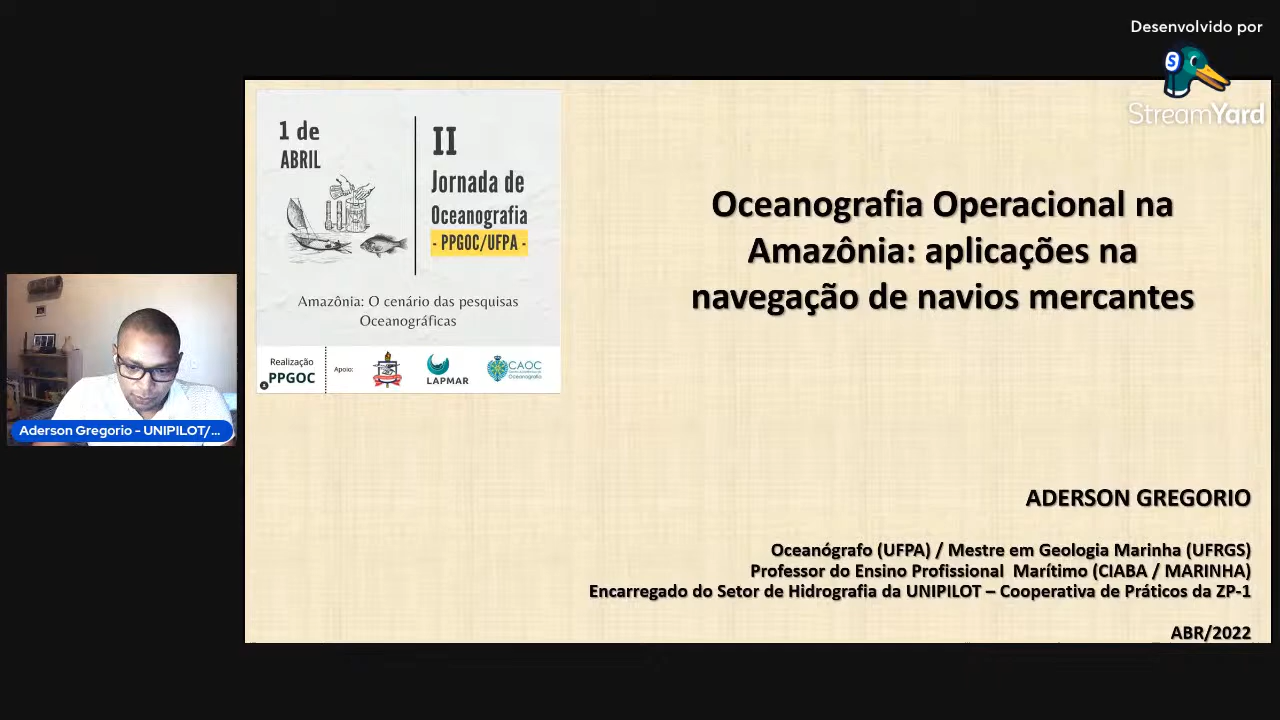 Desenvolvido por
StreamYard
1 de
ABRIL
II
Jornada de
Oceanografia
- PPGOC/UFPA -
Amazônia: O cenário das pesquisas
Oceanográficas
Realização
PPGOC
Apoio:
LAPMAR
CAOC
Oceanografia Operacional na
Amazônia: aplicações na
navegação de navios mercantes
Aderson Gregorio - UNIPILOT/...
ADERSON GREGORIO
Oceanógrafo (UFPA) / Mestre em Geologia Marinha (UFRGS)
Professor do Ensino Profissional Marítimo (CIABA / MARINHA)
Encarregado do Setor de Hidrografia da UNIPILOT – Cooperativa de Práticos da ZP-1
ABR/2022